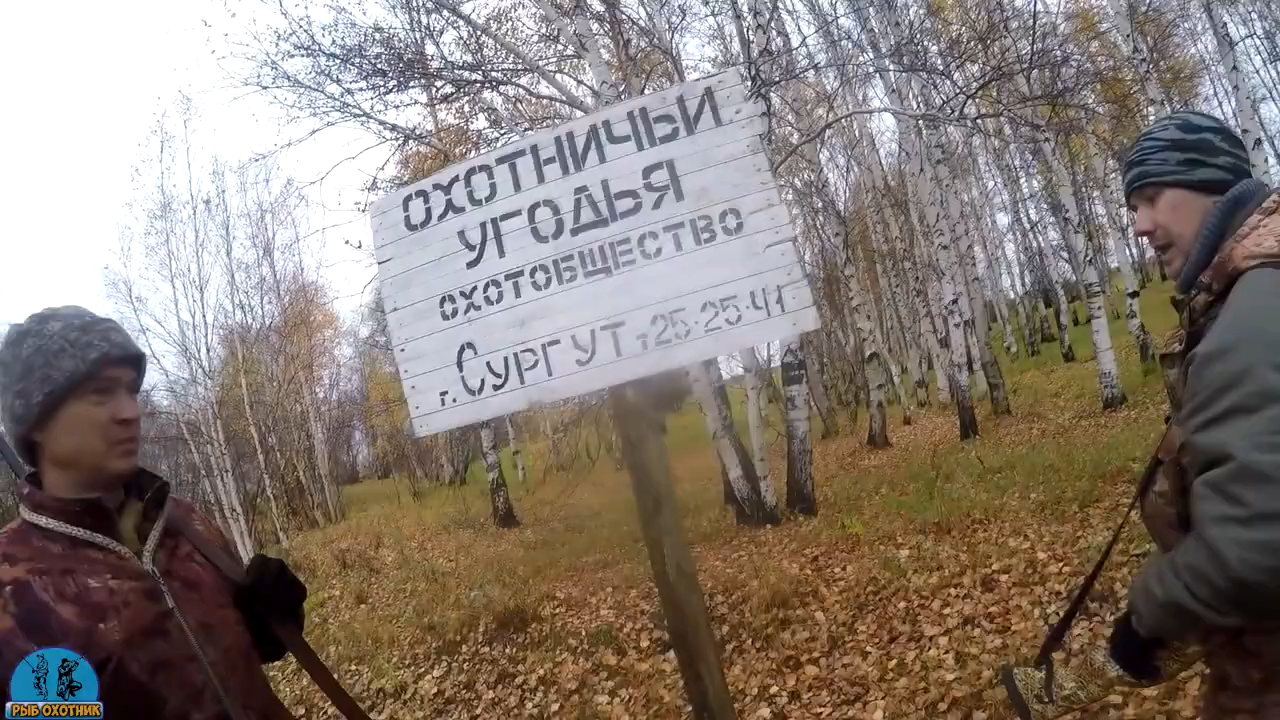 ОХОТНИЧЬИ
УГОДЬЯ
ОХОТОБЩЕСТВО
г. Сургут т 25-25-41
РЫБ ОХОТНИК